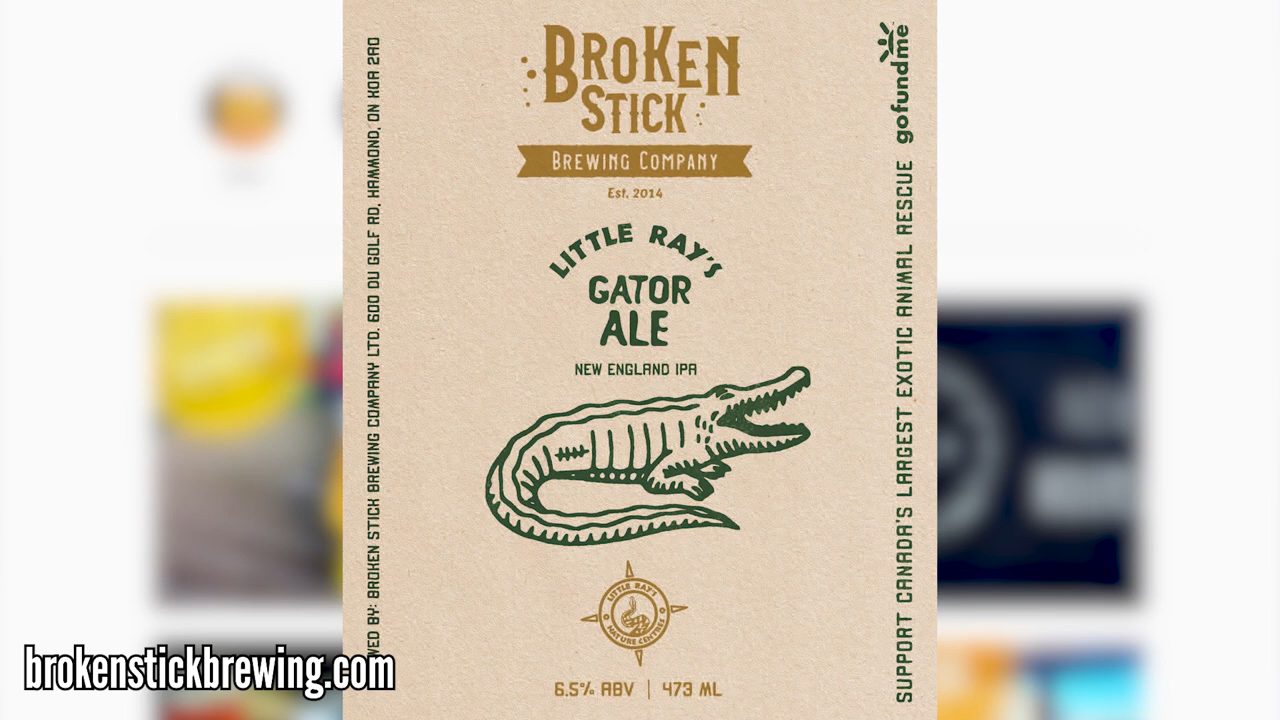 BROKEN
STICK
BREWING COMPANY
Est. 2014
LITTLE RAY'S
GATOR
ALE
NEW ENGLAND IPA
LITTLE RAY'S
NATURE CENTRES
6.5% ABV | 473 ML
BROKEN STICK BREWING COMPANY LTD. 600 DU GOLF RD, HAMMOND, ON K0A 2A0
BY:
SUPPORT CANADA'S LARGEST EXOTIC ANIMAL RESCUE gofundme
brokenstickbrewing.com